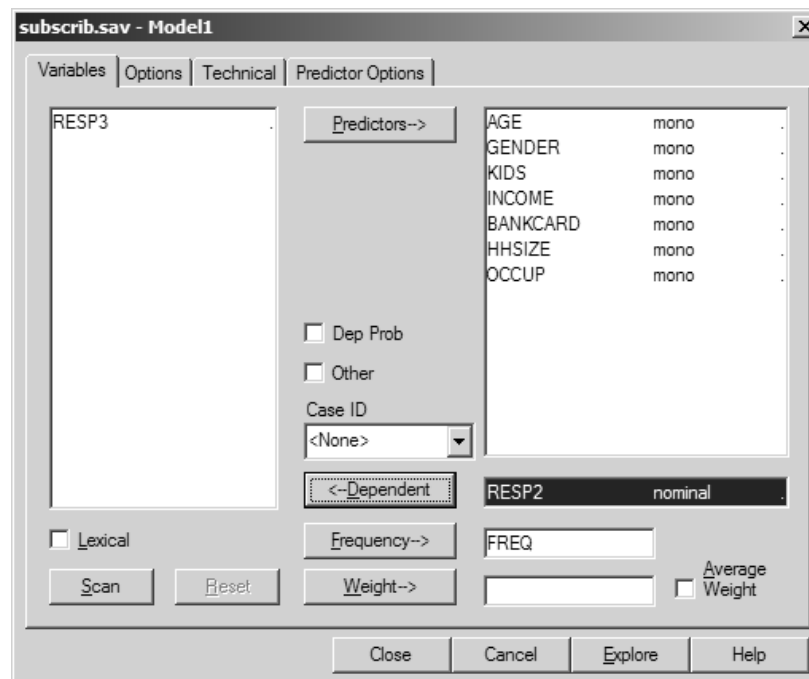 subscrib.sav - Model1
Variables Options Technical Predictor Options
RESP3 .
Predictors-->
AGE mono .
GENDER mono .
KIDS mono .
INCOME mono .
BANKCARD mono .
HHSIZE mono .
OCCUP mono .
Dep Prob
Other
Case ID
<None>
<--Dependent
RESP2 nominal .
Lexical
Frequency-->
FREQ
Scan
Reset
Weight-->
Average
Weight
Close Cancel Explore Help